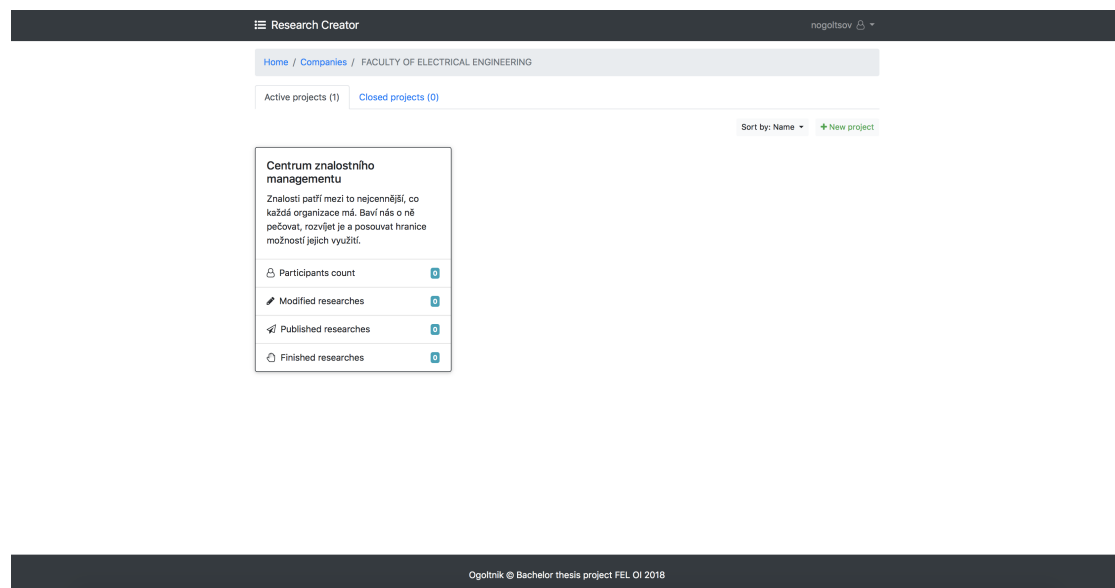 Research Creator
nogoltsov
Home / Companies / FACULTY OF ELECTRICAL ENGINEERING
Active projects (1) Closed projects (0)
Sort by: Name + New project
Centrum znalostního
managementu
Znalosti patří mezi to nejcennější, co
každá organizace má. Baví nás o ně
pečovat, rozvíjet je a posouvat hranice
možností jejich využití.
Participants count 0
Modified researches 0
Published researches 0
Finished researches 0
Ogoltnik © Bachelor thesis project FEL OI 2018